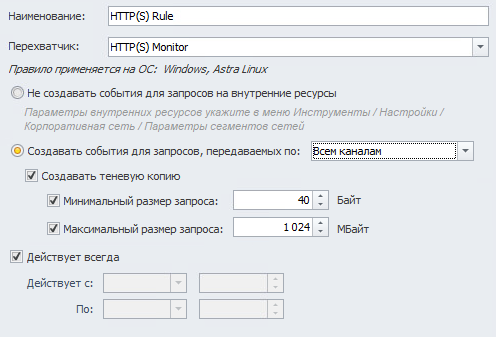 Наименование: HTTP(S) Rule
Перехватчик: HTTP(S) Monitor
Правило применяется на ОС: Windows, Astra Linux
Не создавать события для запросов на внутренние ресурсы
Параметры внутренних ресурсов укажите в меню Инструменты / Настройки /
Корпоративная сеть / Параметры сегментов сетей
Создавать события для запросов, передаваемых по: Всем каналам
Создавать теневую копию
Минимальный размер запроса: 40 Байт
Максимальный размер запроса: 1 024 МБайт
Действует всегда
Действует с:
По: